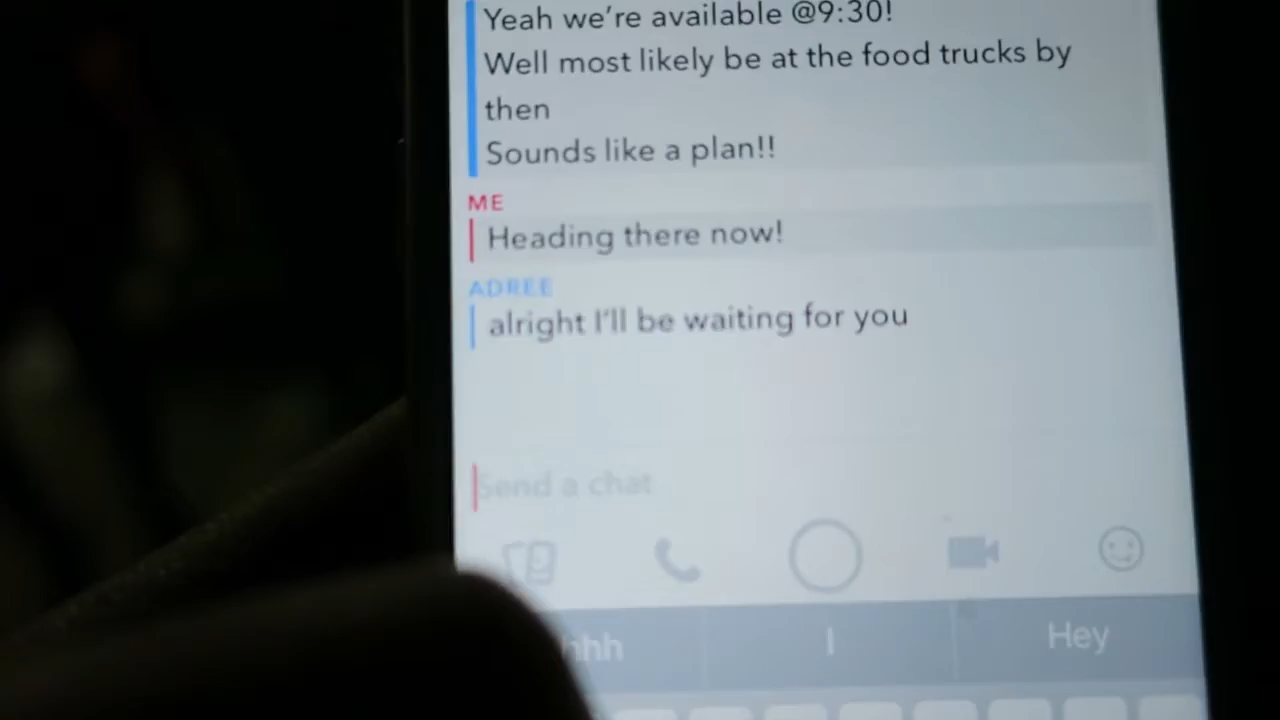 Yeah we're available @9:30!
Well most likely be at the food trucks by
then
Sounds like a plan!!
ME
Heading there now!
ADREE
alright I'll be waiting for you
Send a chat
I
Hey